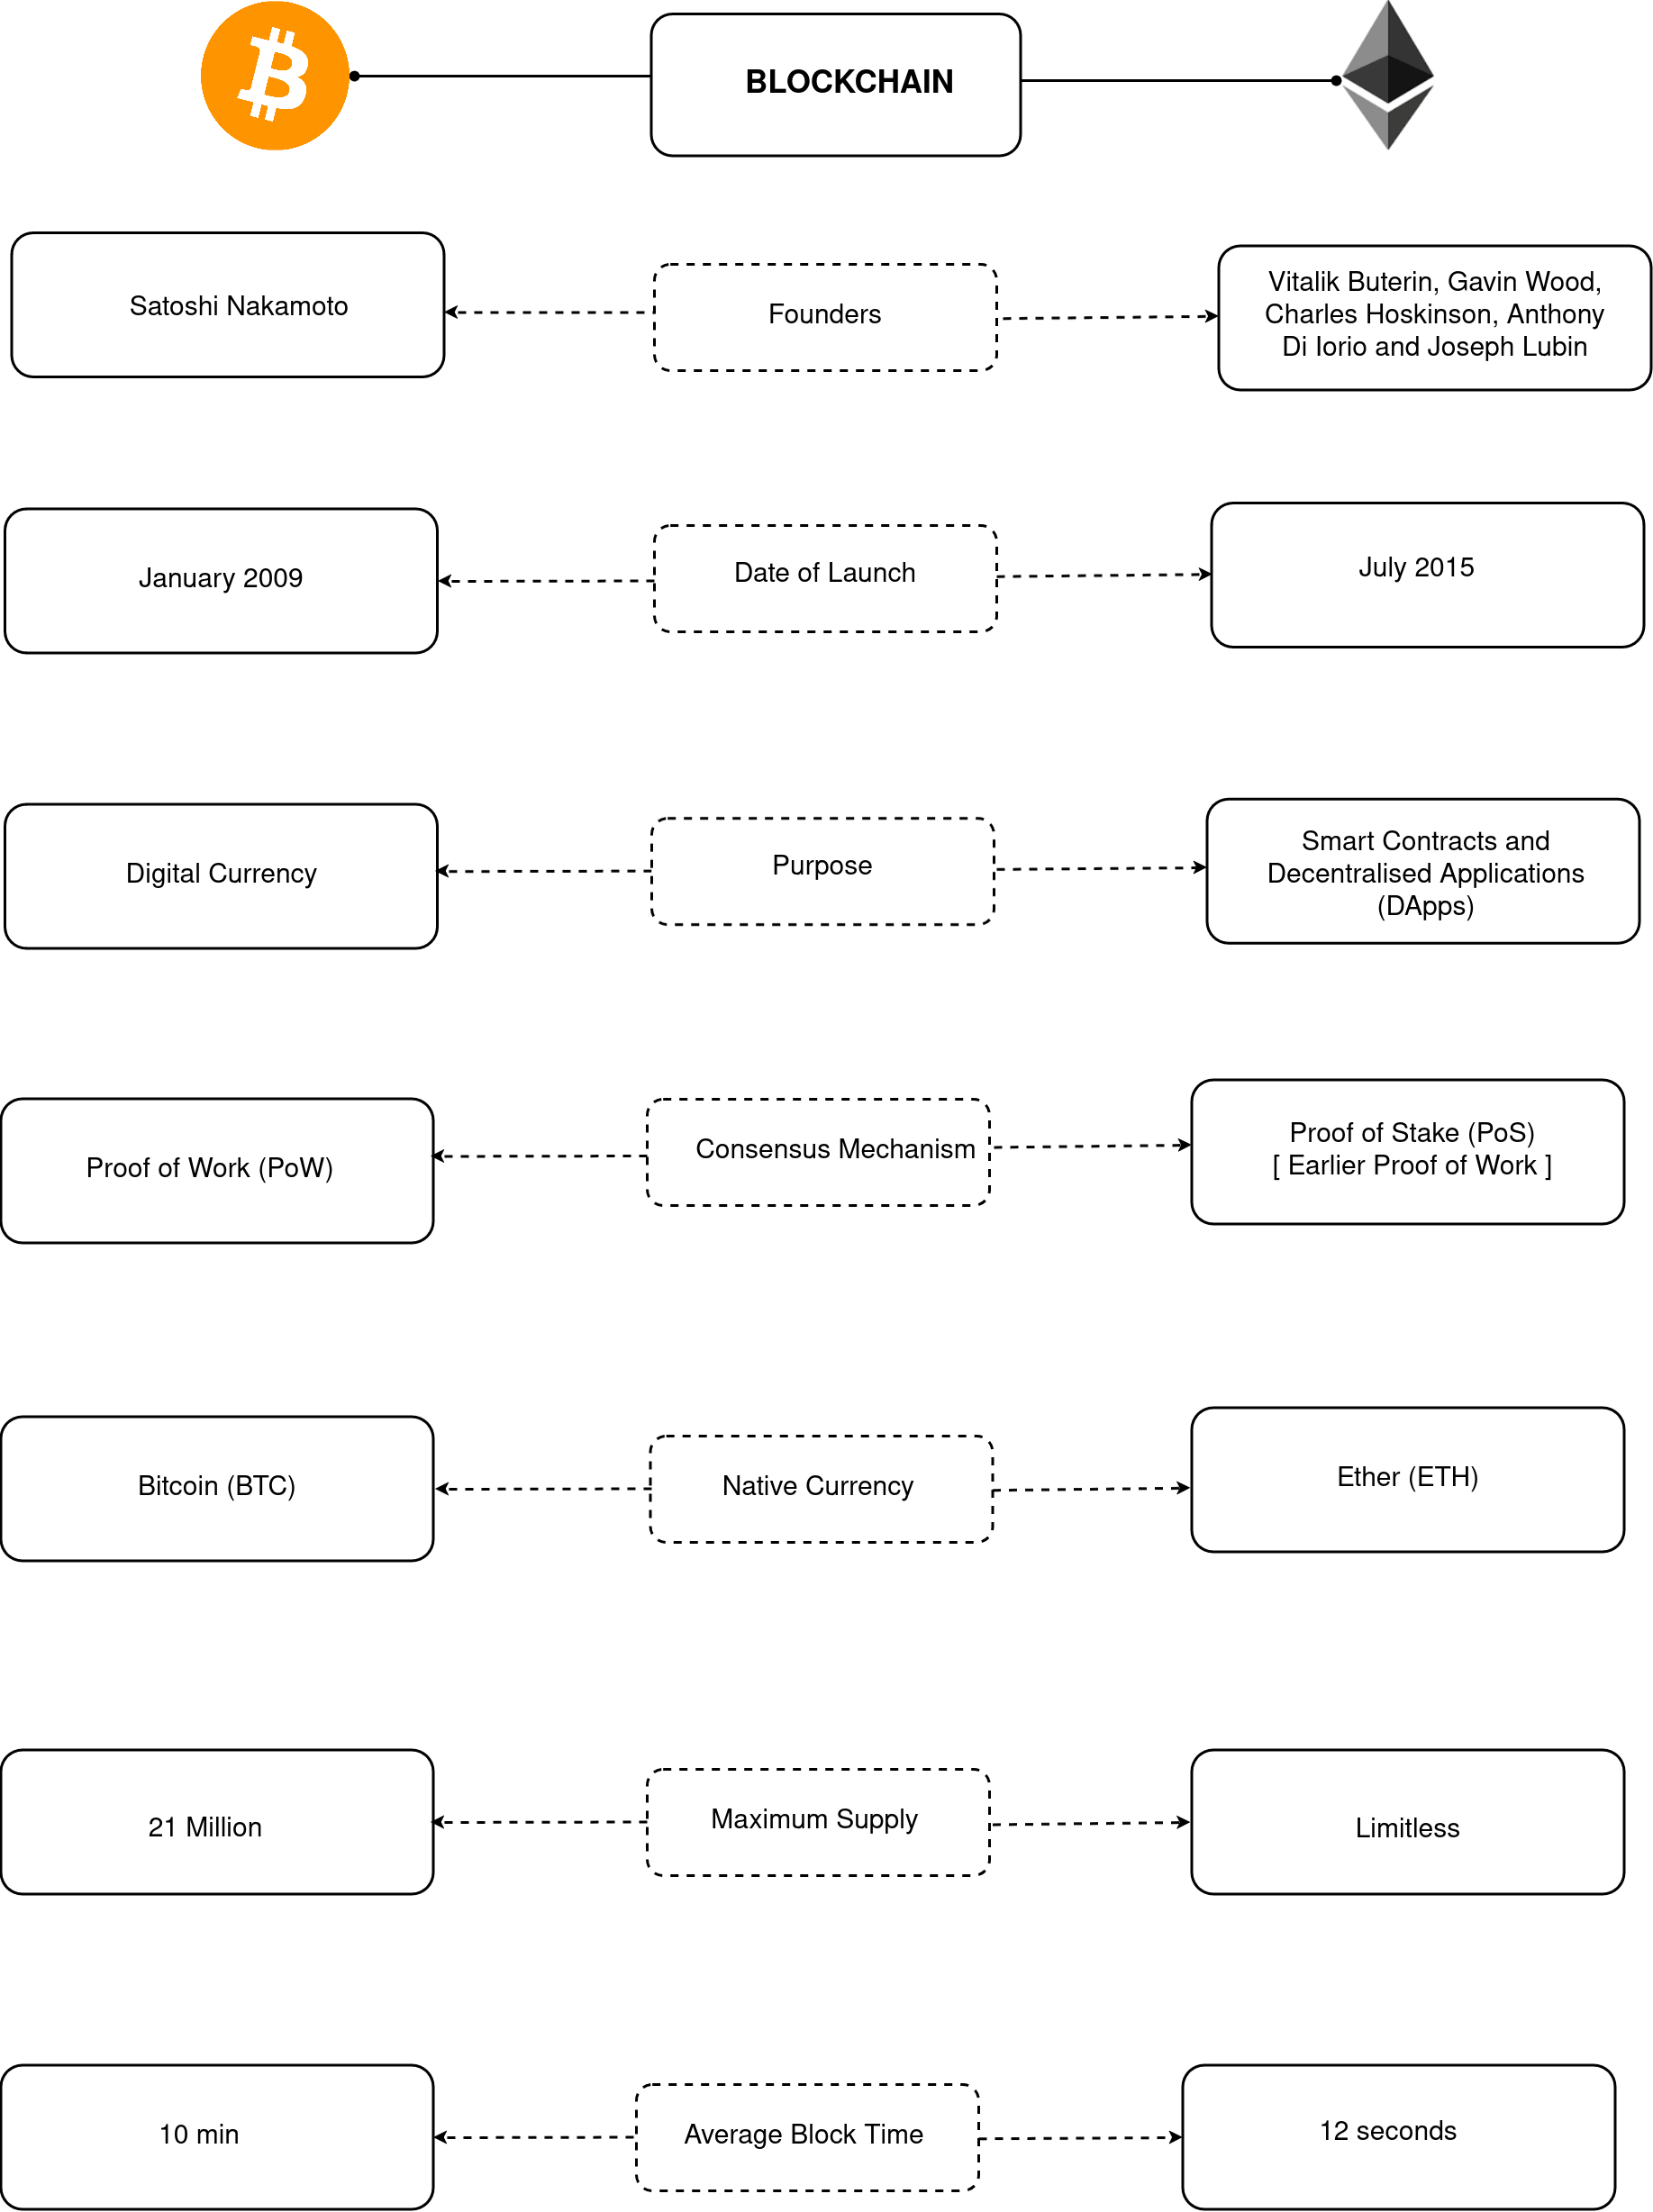 BLOCKCHAIN
Satoshi Nakamoto
Founders
Vitalik Buterin, Gavin Wood,
Charles Hoskinson, Anthony
Di Iorio and Joseph Lubin
January 2009
Date of Launch
July 2015
Digital Currency
Purpose
Smart Contracts and
Decentralised Applications
(DApps)
Proof of Work (PoW)
Consensus Mechanism
Proof of Stake (PoS)
[ Earlier Proof of Work ]
Bitcoin (BTC)
Native Currency
Ether (ETH)
21 Million
Maximum Supply
Limitless
10 min
Average Block Time
12 seconds